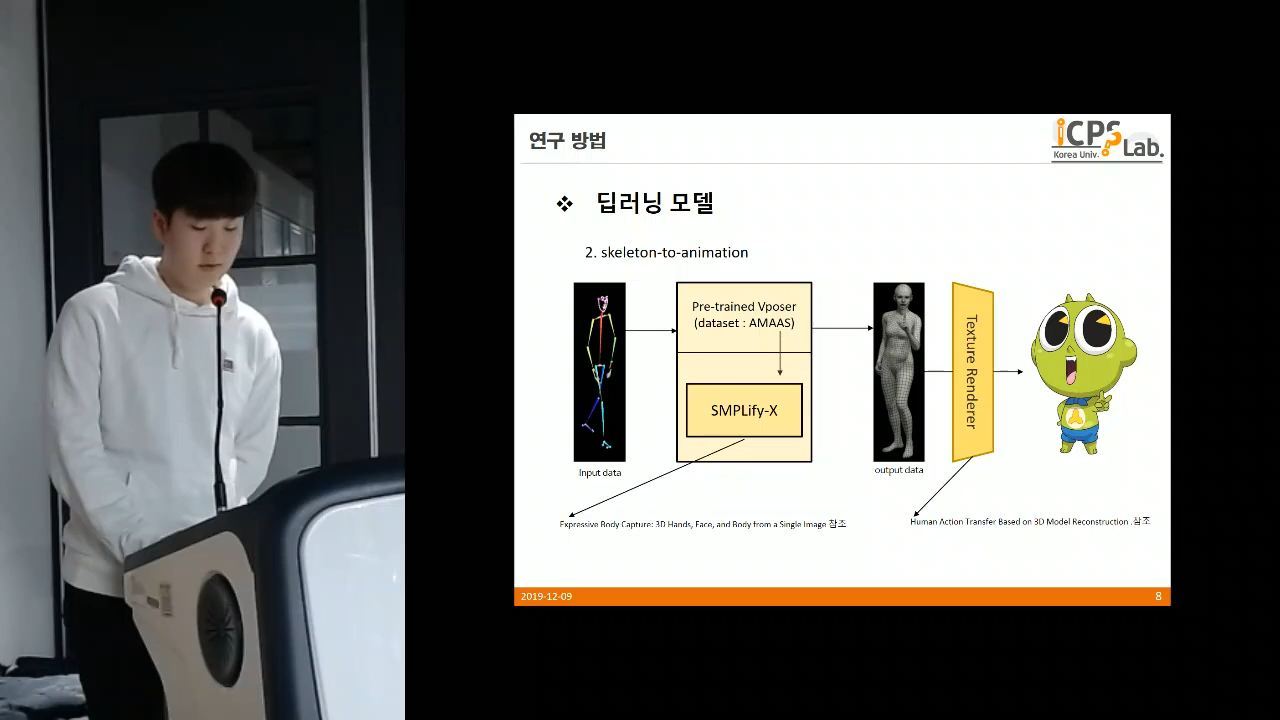 연구 방법
iCPS Lab.
Korea Univ.
❖ 딥러닝 모델
2. skeleton-to-animation
Pre-trained Vposer
(dataset : AMAAS)
SMPLify-X
Texture Renderer
Input data
output data
Expressive Body Capture: 3D Hands, Face, and Body from a Single Image 참조
Human Action Transfer Based on 3D Model Reconstruction .참조
2019-12-09
8